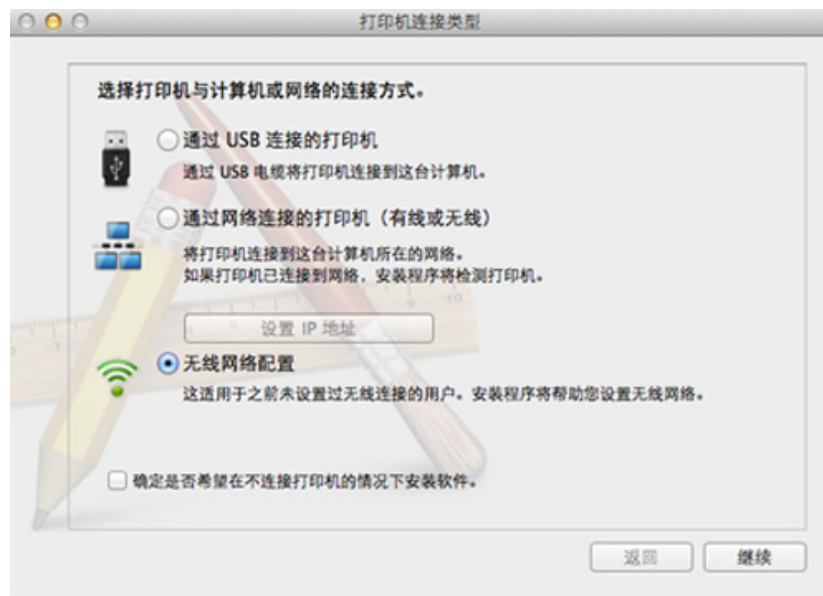 打印机连接类型
选择打印机与计算机或网络的连接方式。
通过 USB 连接的打印机
通过 USB 电缆将打印机连接到这台计算机。
通过网络连接的打印机（有线或无线）
将打印机连接到这台计算机所在的网络。
如果打印机已连接到网络，安装程序将检测打印机。
设置 IP 地址
无线网络配置
这适用于之前未设置过无线连接的用户。安装程序将帮助您设置无线网络。
确定是否希望在不连接打印机的情况下安装软件。
返回
继续